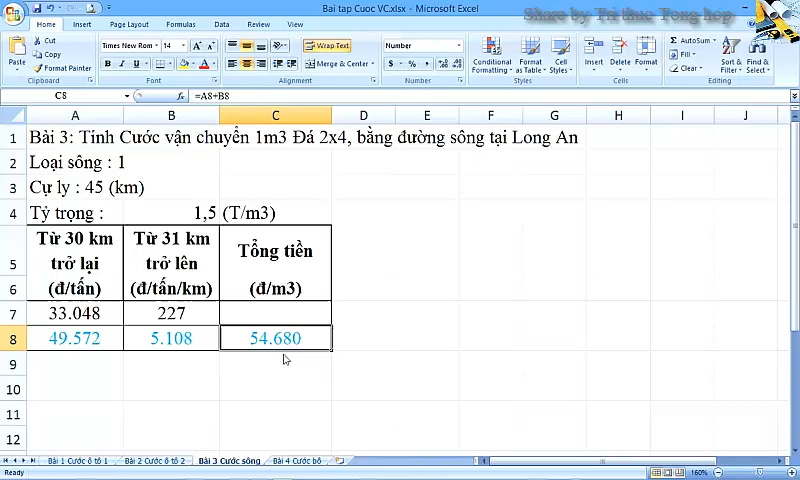 Bai tap Cuoc VC.xlsx - Microsoft Excel
Share by Tri thuc Tong hop
Home Insert Page Layout Formulas Data Review View
Cut
Copy
Format Painter
Paste
Clipboard
Times New Rom 14
B I U
Font
Wrap Text
Merge & Center
Alignment
Number
$ % ,
Number
Conditional Formatting
Format as Table
Cell Styles
Styles
Insert Delete Format
Cells
AutoSum
Fill
Clear
Sort & Filter
Find & Select
Editing
C8 fx =A8+B8
A B C D E F G H I J
1 Bài 3: Tính Cước vận chuyển 1m3 Đá 2x4, bằng đường sông tại Long An
2 Loại sông : 1
3 Cự ly : 45 (km)
4 Tỷ trọng : 1,5 (T/m3)
Từ 30 km Từ 31 km
5 trở lại trở lên Tổng tiền
6 (đ/tấn) (đ/tấn/km) (đ/m3)
7 33.048 227
8 49.572 5.108 54.680
9
10
11
12
Bài 1 Cước ô tô 1 Bài 2 Cước ô tô 2 Bài 3 Cước sông Bài 4 Cước bô
Ready 160%